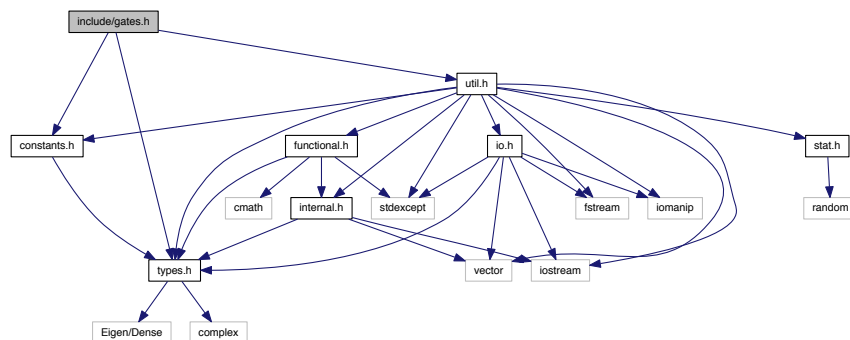 include/gates.h
util.h
constants.h
functional.h
io.h
stat.h
cmath
internal.h
stdexcept
fstream
iomanip
random
types.h
vector
iostream
Eigen/Dense
complex